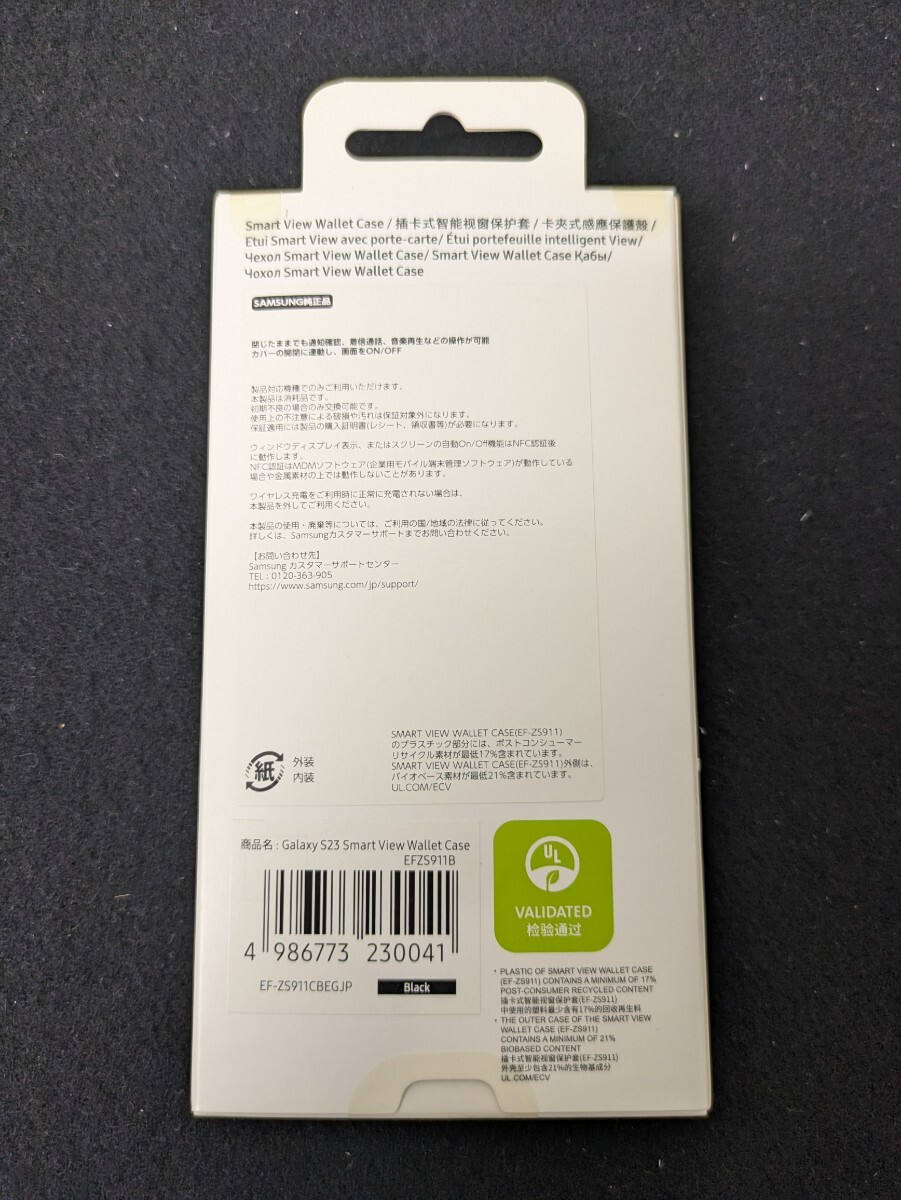 Smart View Wallet Case / 插卡式智能视窗保护套 / 卡夾式感應保護殼 /
Etui Smart View avec porte-carte/ Étui portefeuille intelligent View/
Чехол Smart View Wallet Case/ Smart View Wallet Case Қабы/
Чохол Smart View Wallet Case
SAMSUNG純正品
閉じたままでも通知確認、着信通話、音楽再生などの操作が可能
カバーの開閉に連動し、画面をON/OFF
製品対応機種でのみご利用いただけます。
本製品は消耗品です。
初期不良の場合のみ交換可能です。
使用上の不注意による破損や汚れは保証対象外になります。
保証適用には製品の購入証明書(レシート、領収書等)が必要になります。
ウィンドウディスプレイ表示、またはスクリーンの自動On/Off機能はNFC認証後
に動作します。
NFC認証はMDMソフトウェア(企業用モバイル端末管理ソフトウェア)が動作している
場合や金属素材の上では動作しないことがあります。
ワイヤレス充電をご利用時に正常に充電されない場合は、
本製品を外してご利用ください。
本製品の使用・廃棄等については、ご利用の国/地域の法律に従ってください。
詳しくは、Samsungカスタマーサポートまでお問い合わせください。
【お問い合わせ先】
Samsung カスタマーサポートセンター
TEL : 0120-363-905
https://www.samsung.com/jp/support/
紙
外装
内装
SMART VIEW WALLET CASE(EF-ZS911)
のプラスチック部分には、ポストコンシューマー
リサイクル素材が最低17%含まれています。
SMART VIEW WALLET CASE(EF-ZS911)外側は、
バイオベース素材が最低21%含まれています。
UL.COM/ECV
商品名 : Galaxy S23 Smart View Wallet Case
EFZS911B
4 986773 230041
EF-ZS911CBEGJP Black
UL
VALIDATED
检验通过
• PLASTIC OF SMART VIEW WALLET CASE
(EF-ZS911) CONTAINS A MINIMUM OF 17%
POST-CONSUMER RECYCLED CONTENT
插卡式智能视窗保护套(EF-ZS911)
中使用的塑料最少含有17%的回收再生料
• THE OUTER CASE OF THE SMART VIEW
WALLET CASE (EF-ZS911)
CONTAINS A MINIMUM OF 21%
BIOBASED CONTENT
插卡式智能视窗保护套(EF-ZS911)
外壳至少包含21%的生物基成分
UL.COM/ECV